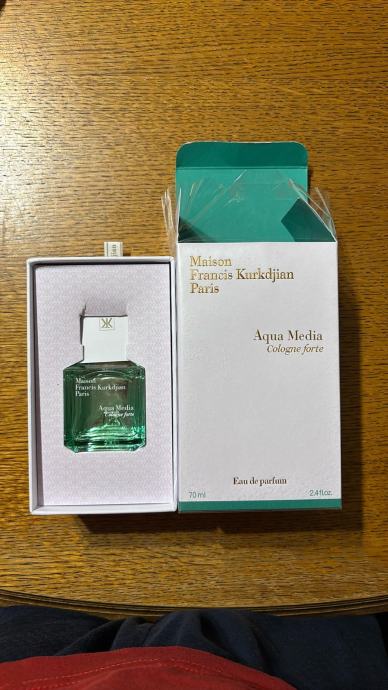 Maison
Francis Kurkdjian
Paris
Aqua Media
Cologne forte
Eau de parfum
70 ml
2.4 fl.oz.
Maison
Francis Kurkdjian
Paris
Aqua Media
Cologne forte